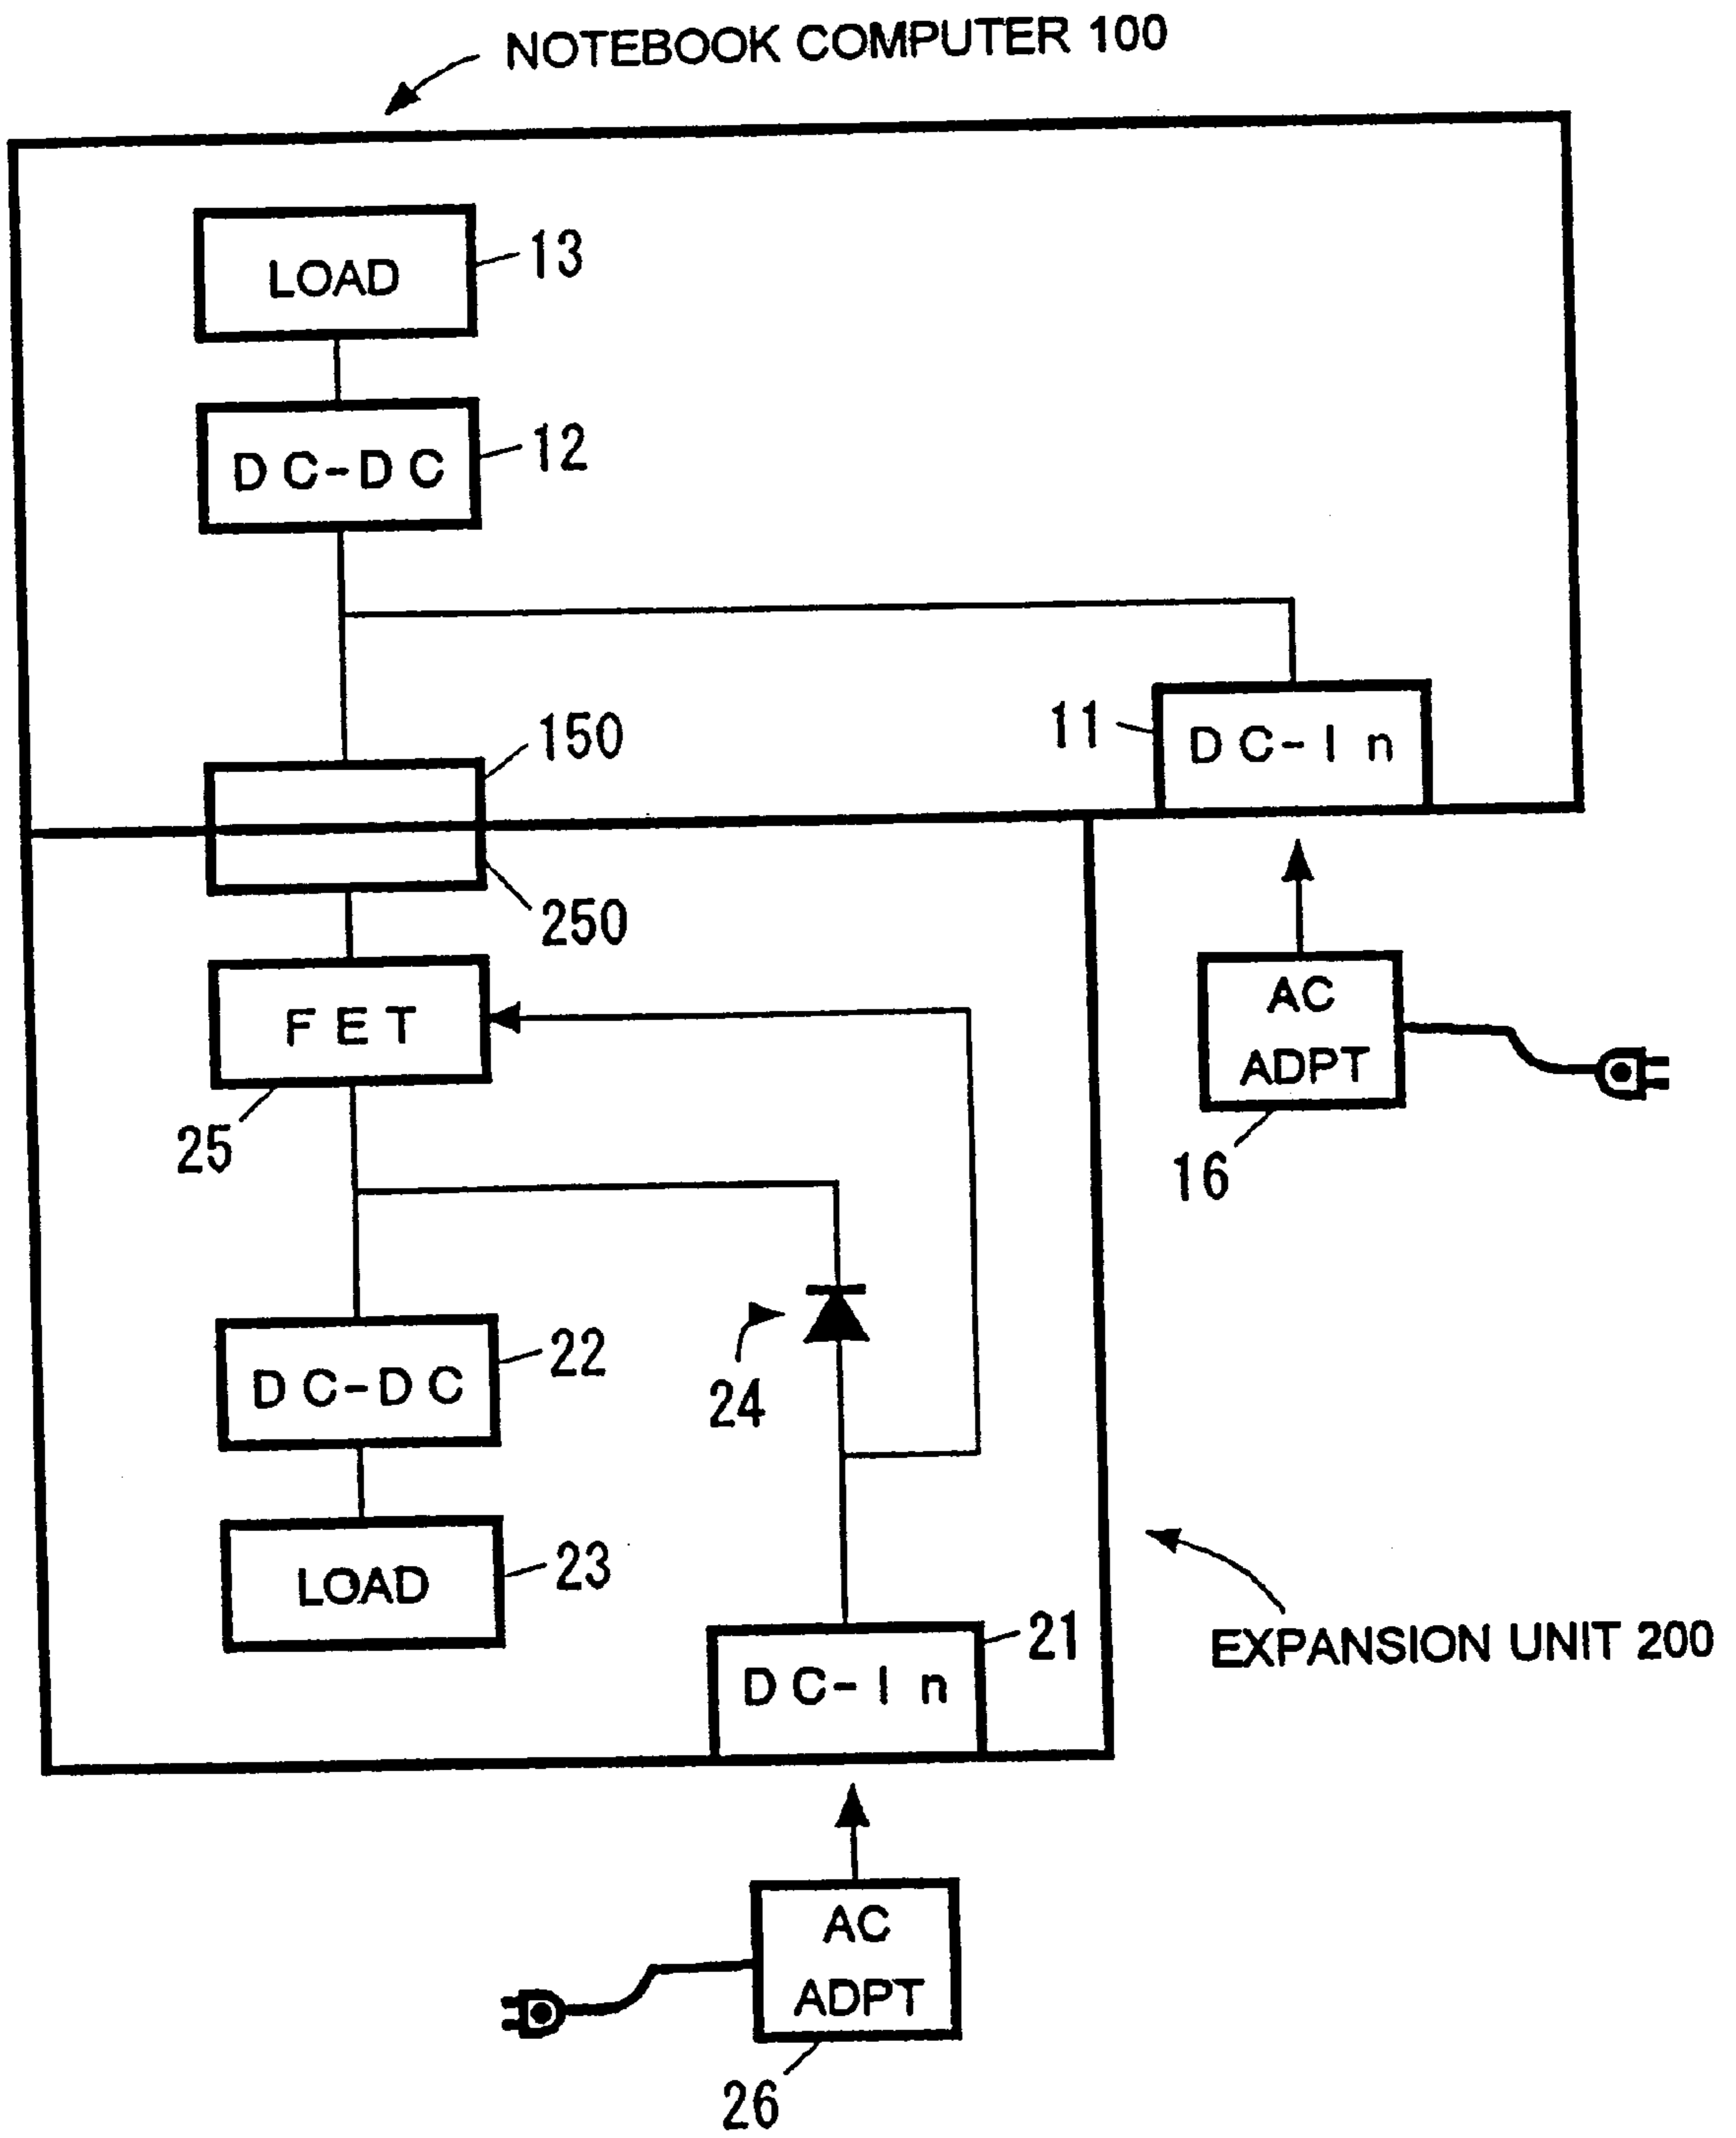 NOTEBOOK COMPUTER 100
LOAD
13
DC-DC
12
150
11
DC-In
250
FET
25
AC
ADPT
16
DC-DC
22
24
LOAD
23
21
DC-In
EXPANSION UNIT 200
AC
ADPT
26